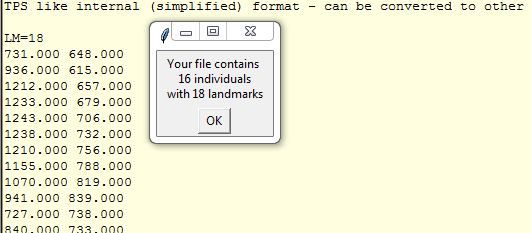 TPS like internal (simplified) format - can be converted to other
LM=18
731.000 648.000
936.000 615.000
1212.000 657.000
1233.000 679.000
1243.000 706.000
1238.000 732.000
1210.000 756.000
1155.000 788.000
1070.000 819.000
941.000 839.000
727.000 738.000
840.000 733.000
Your file contains
16 individuals
with 18 landmarks
OK